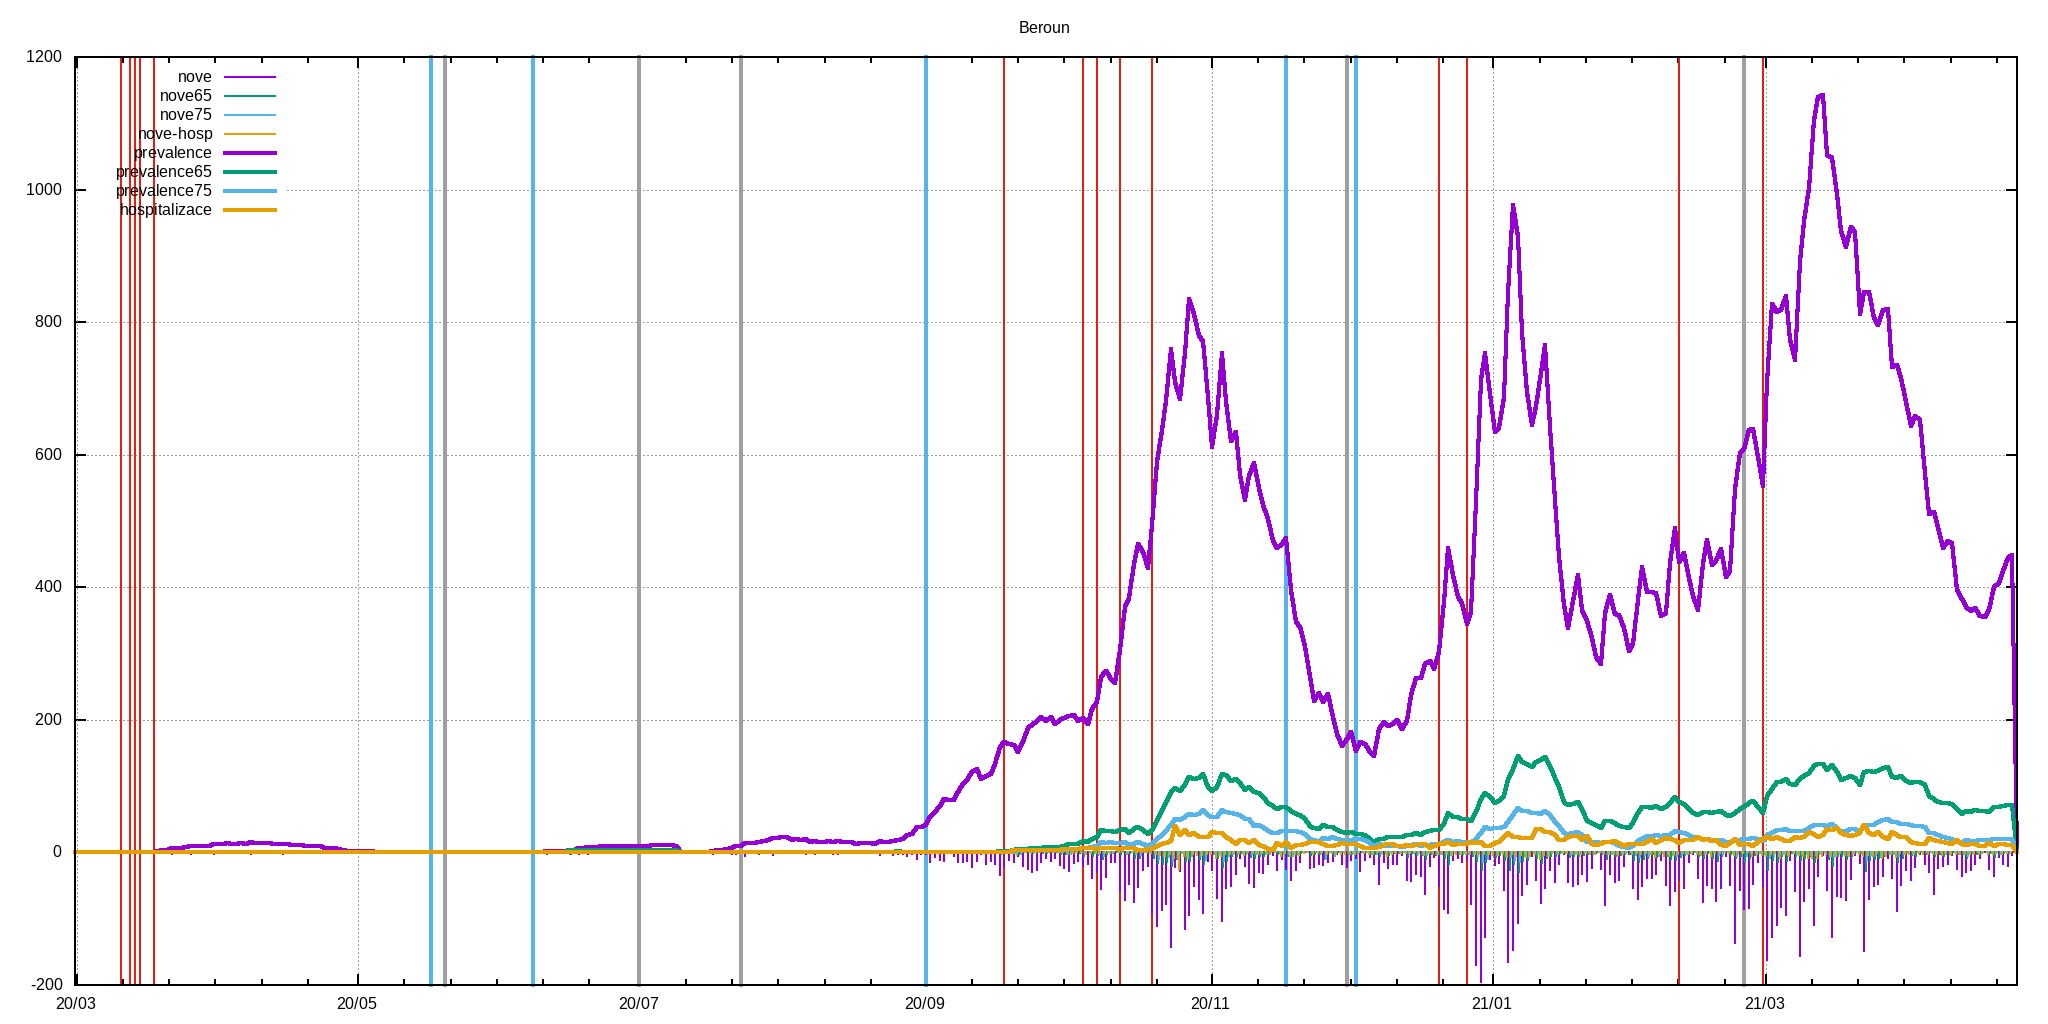 Beroun
1200
1000
800
600
400
200
0
-200
nove
nove65
nove75
nove-hosp
prevalence
prevalence65
prevalence75
hospitalizace
20/03 20/05 20/07 20/09 20/11 21/01 21/03